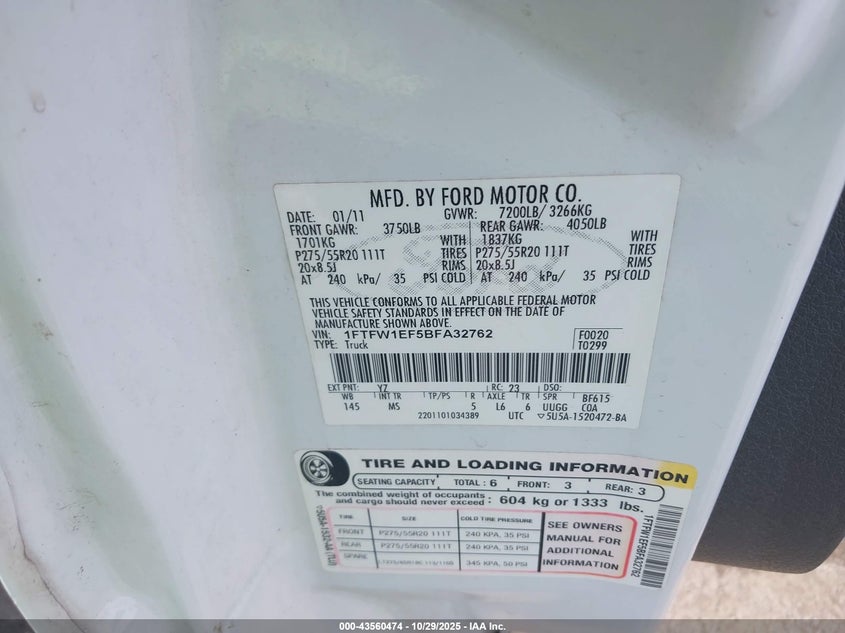 MFD. BY FORD MOTOR CO.
DATE: 01/11 GVWR: 7200LB/ 3266KG
FRONT GAWR: 3750LB REAR GAWR: 4050LB
1701KG WITH 1837KG WITH
P275/55R20 111T TIRES P275/55R20 111T TIRES
20x8.5J RIMS 20x8.5J RIMS
AT 240 kPa/ 35 PSI COLD AT 240 kPa/ 35 PSI COLD
THIS VEHICLE CONFORMS TO ALL APPLICABLE FEDERAL MOTOR
VEHICLE SAFETY STANDARDS IN EFFECT ON THE DATE OF
MANUFACTURE SHOWN ABOVE.
VIN: 1FTFW1EF5BFA32762 F0020
TYPE: Truck T0299
EXT PNT: YZ RC: 23 DSO:
WB INT TR TP/PS R AXLE TR SPR BF615
145 MS 5 L6 6 UUGG COA
2201101034389 UTC ▽5U5A-1520472-BA
TIRE AND LOADING INFORMATION
SEATING CAPACITY TOTAL : 6 FRONT: 3 REAR: 3
The combined weight of occupants
and cargo should never exceed: 604 kg or 1333 lbs.
TIRE SIZE COLD TIRE PRESSURE
FRONT P275/55R20 111T 240 KPA, 35 PSI
REAR P275/55R20 111T 240 KPA, 35 PSI
SPARE 345 KPA, 50 PSI
SEE OWNERS
MANUAL FOR
ADDITIONAL
INFORMATION
1FTFW1EF5BFA32762
000-43560474 | 10/29/2025 | IAA Inc.